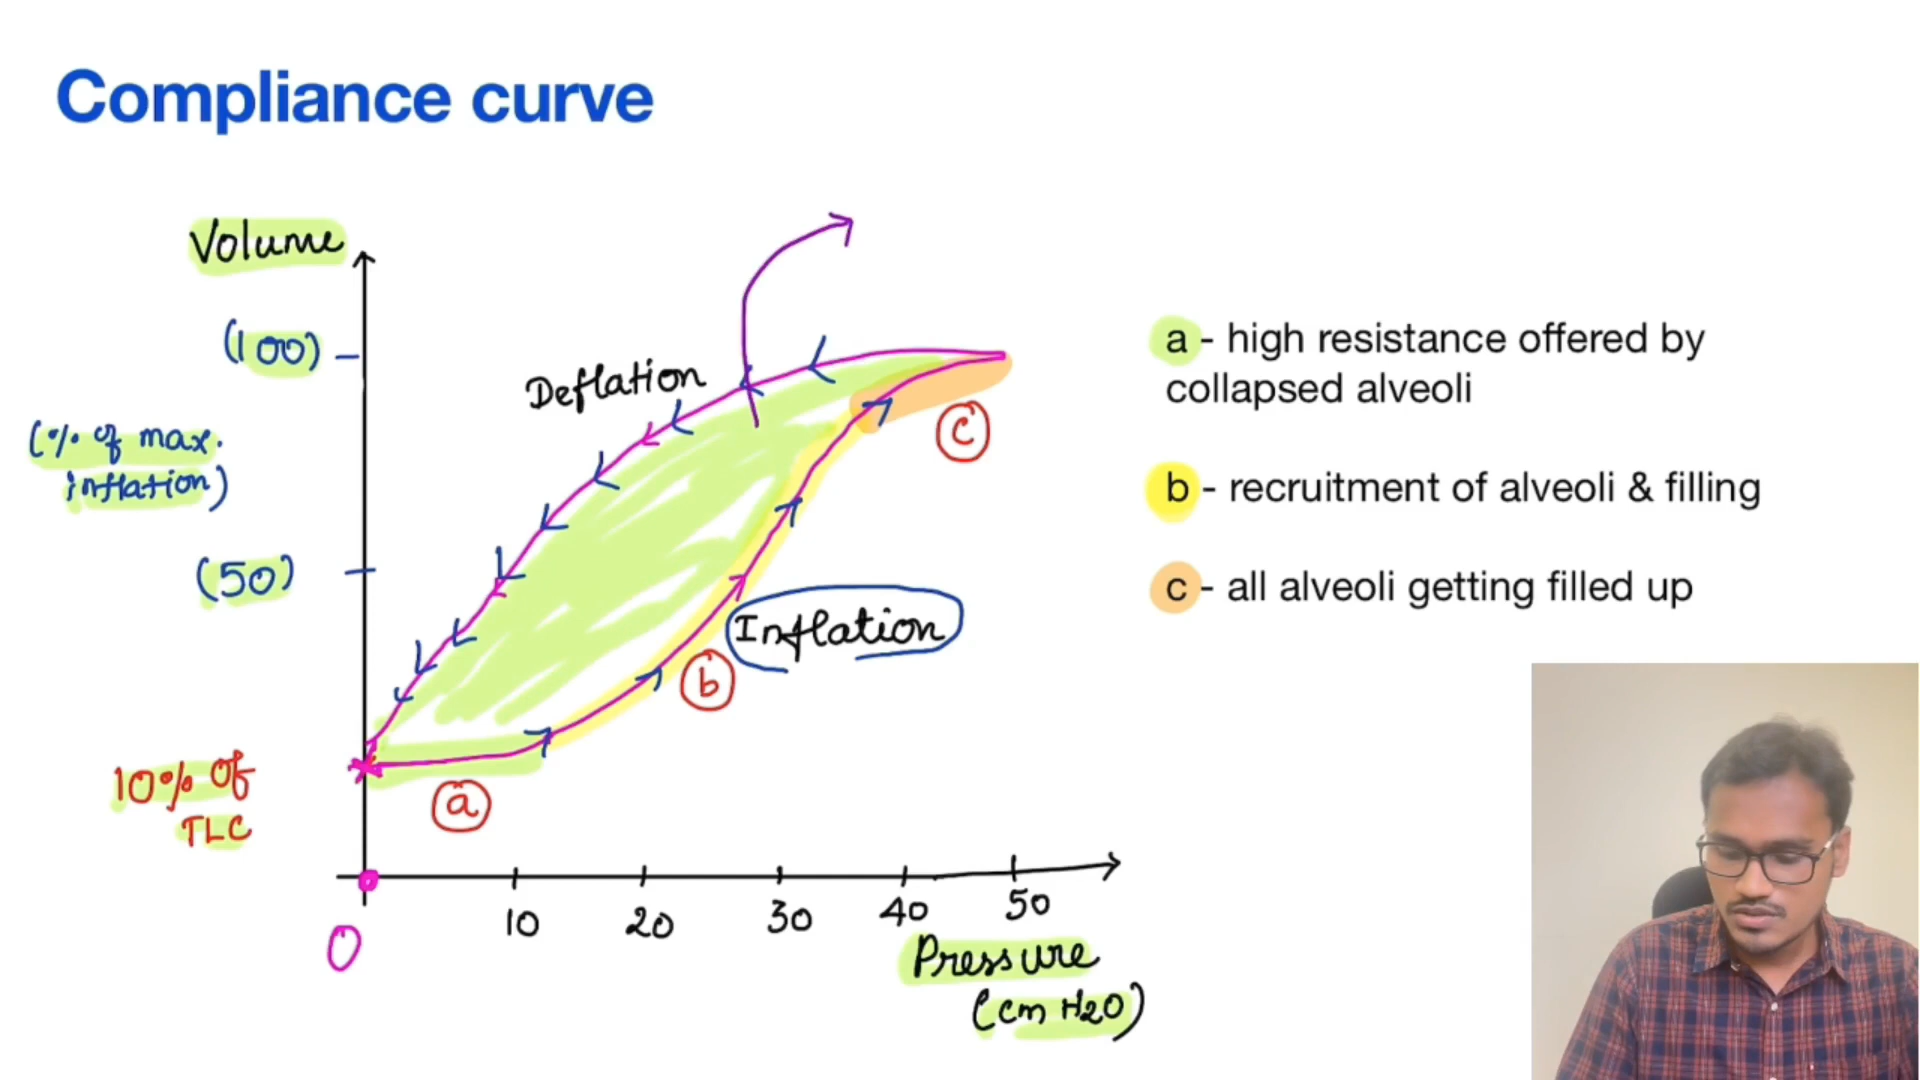 Compliance curve
Volume
(100)
(% of max.
inflation)
(50)
10% of
TLC
Deflation
c
Inflation
b
a
0
10
20
30
40
50
Pressure
(cm H2O)
a - high resistance offered by
collapsed alveoli
b - recruitment of alveoli & filling
c - all alveoli getting filled up